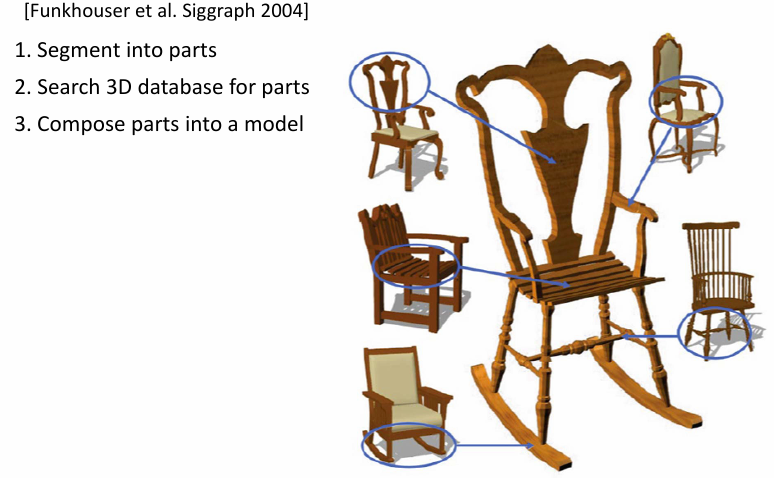 [Funkhouser et al. Siggraph 2004]
1. Segment into parts
2. Search 3D database for parts
3. Compose parts into a model